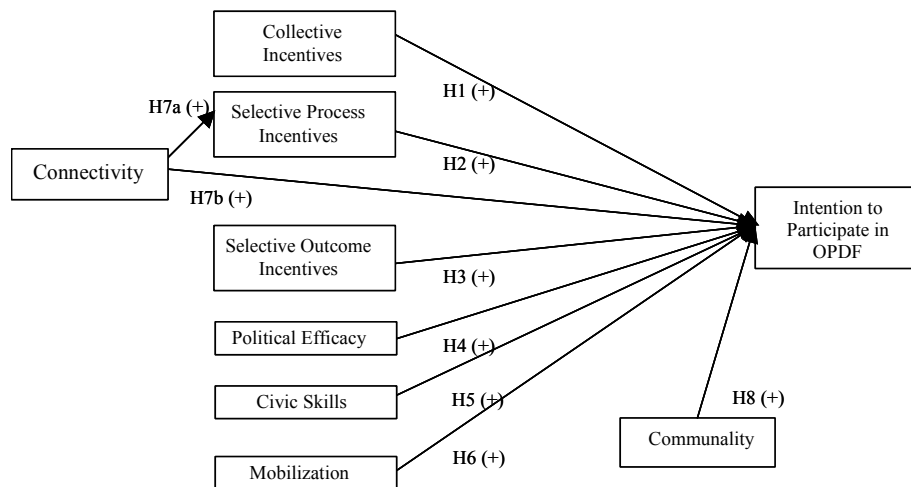 Collective
Incentives
H1 (+)
H7a (+)
Selective Process
Incentives
H2 (+)
Connectivity
H7b (+)
Intention to
Participate in
OPDF
Selective Outcome
Incentives
H3 (+)
Political Efficacy
H4 (+)
Civic Skills
H5 (+)
H8 (+)
Communality
Mobilization
H6 (+)